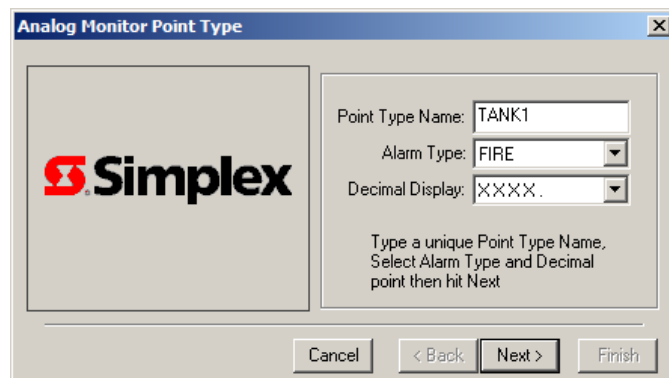 Analog Monitor Point Type
Simplex
Point Type Name: TANK1
Alarm Type: FIRE
Decimal Display: XXXX.
Type a unique Point Type Name,
Select Alarm Type and Decimal
point then hit Next
Cancel < Back Next > Finish